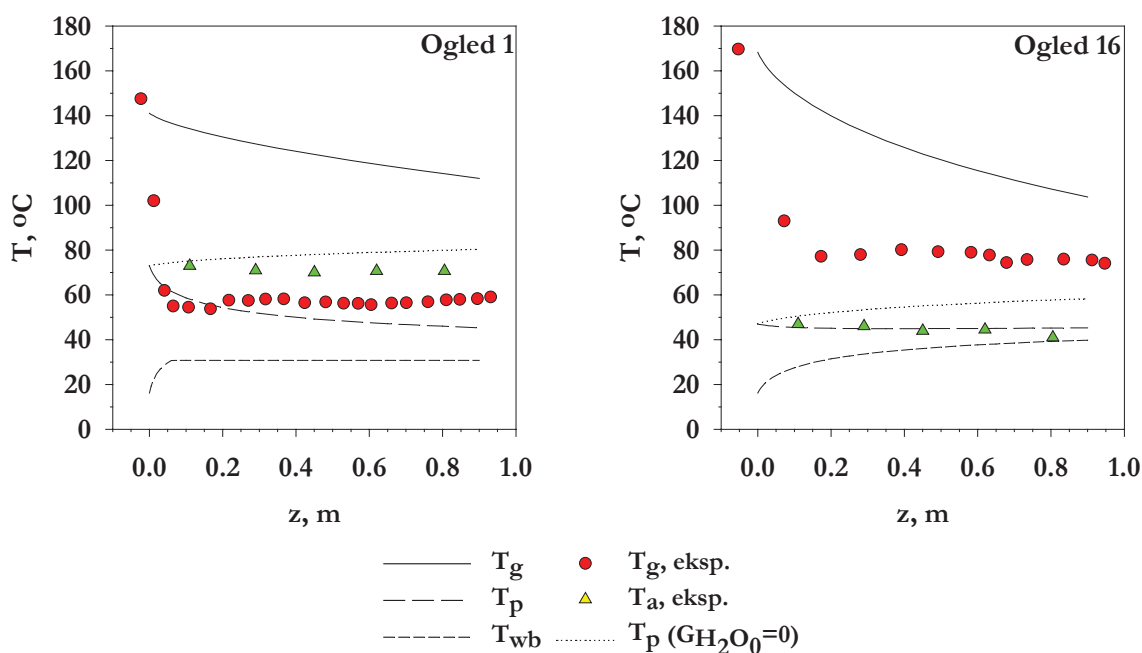 Ogled 1
180
160
140
120
100
80
60
40
20
0
T, oC
0.0 0.2 0.4 0.6 0.8 1.0
z, m
Ogled 16
180
160
140
120
100
80
60
40
20
0
T, oC
0.0 0.2 0.4 0.6 0.8 1.0
z, m
Tg Tg, eksp.
Tp Ta, eksp.
Twb Tp (GH2O0=0)